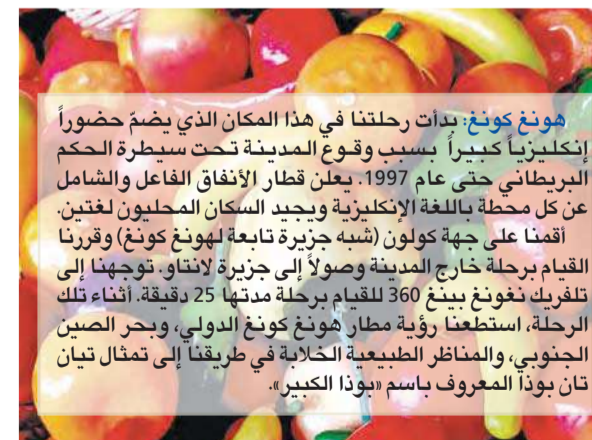 هونغ كونغ: بدأت رحلتنا في هذا المكان الذي يضمّ حضوراً
إنكليزياً كبيراً بسبب وقوع المدينة تحت سيطرة الحكم
البريطاني حتى عام 1997. يعلن قطار الأنفاق الفاعل والشامل
عن كل محطة باللغة الإنكليزية ويجيد السكان المحليون لغتين.
أقمنا على جهة كولون (شبه جزيرة تابعة لهونغ كونغ) وقررنا
القيام برحلة خارج المدينة وصولاً إلى جزيرة لانتاو. توجهنا إلى
تلفريك نغونغ بينغ 360 للقيام برحلة مدتها 25 دقيقة. أثناء تلك
الرحلة، استطعنا رؤية مطار هونغ كونغ الدولي، وبحر الصين
الجنوبي، والمناظر الطبيعية الخلابة في طريقنا إلى تمثال تيان
تان بوذا المعروف باسم «بوذا الكبير».